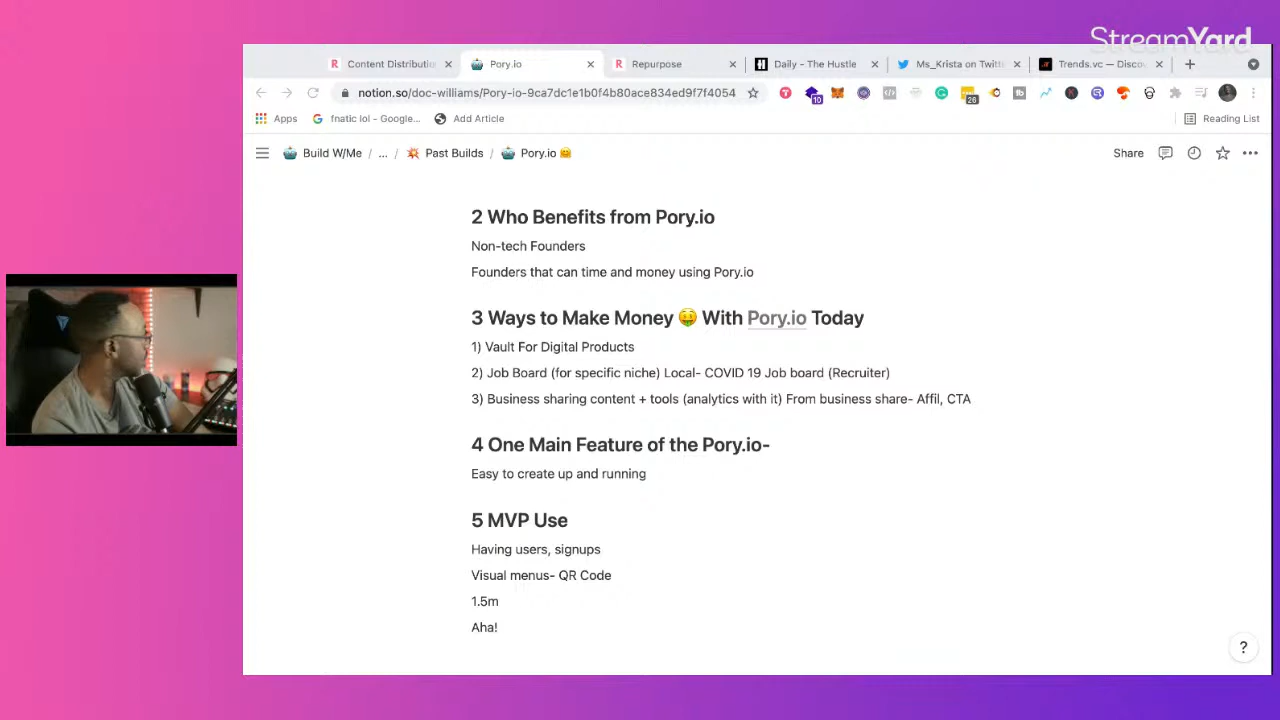 StreamYard
Content Distributio
Pory.io
Repurpose
Daily - The Hustle
Ms_Krista on Twitt
Trends.vc — Disco
notion.so/doc-williams/Pory-io-9ca7dc1e1b0f4b80ace834ed9f7f4054
10
26
Apps
fnatic lol - Google...
Add Article
Reading List
Build W/Me / ... / Past Builds / Pory.io 🤗
Share
2 Who Benefits from Pory.io
Non-tech Founders
Founders that can time and money using Pory.io
3 Ways to Make Money 🤑 With Pory.io Today
1) Vault For Digital Products
2) Job Board (for specific niche) Local- COVID 19 Job board (Recruiter)
3) Business sharing content + tools (analytics with it) From business share- Affil, CTA
4 One Main Feature of the Pory.io-
Easy to create up and running
5 MVP Use
Having users, signups
Visual menus- QR Code
1.5m
Aha!
?